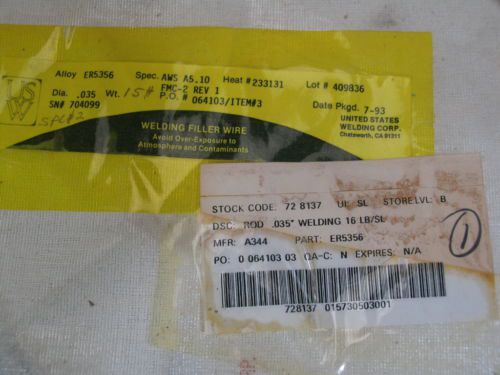 Alloy ER5356 Spec. AWS A5.10 Heat #233131 Lot # 409836
FMC-2 REV 1
Dia. .035 Wt. 15# P.O. # 064103/ITEM#3
SN# 704099 Date Pkgd. 7-93
SPL#2
UNITED STATES
WELDING CORP.
Chatsworth, CA 91311
USW
WELDING FILLER WIRE
Avoid Over-Exposure to
Atmosphere and Contaminants
STOCK CODE: 72 8137 UI: SL STORELVL: B
DSC: ROD .035" WELDING 16 LB/SL
MFR: A344 PART: ER5356
PO: 0 064103 03 QA-C: N EXPIRES: N/A
1
728137 015730503001